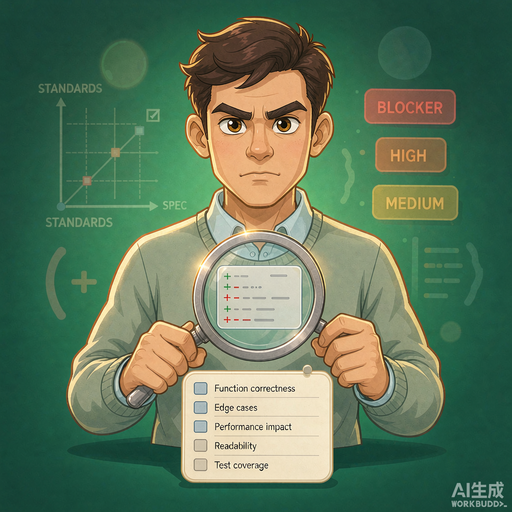 STANDARDS
SPEC
STANDARDS
BLOCKER
HIGH
MEDIUM
Function correctness
Edge cases
Performance impact
Readability
Test coverage
AI生成
WORKBUDD>.